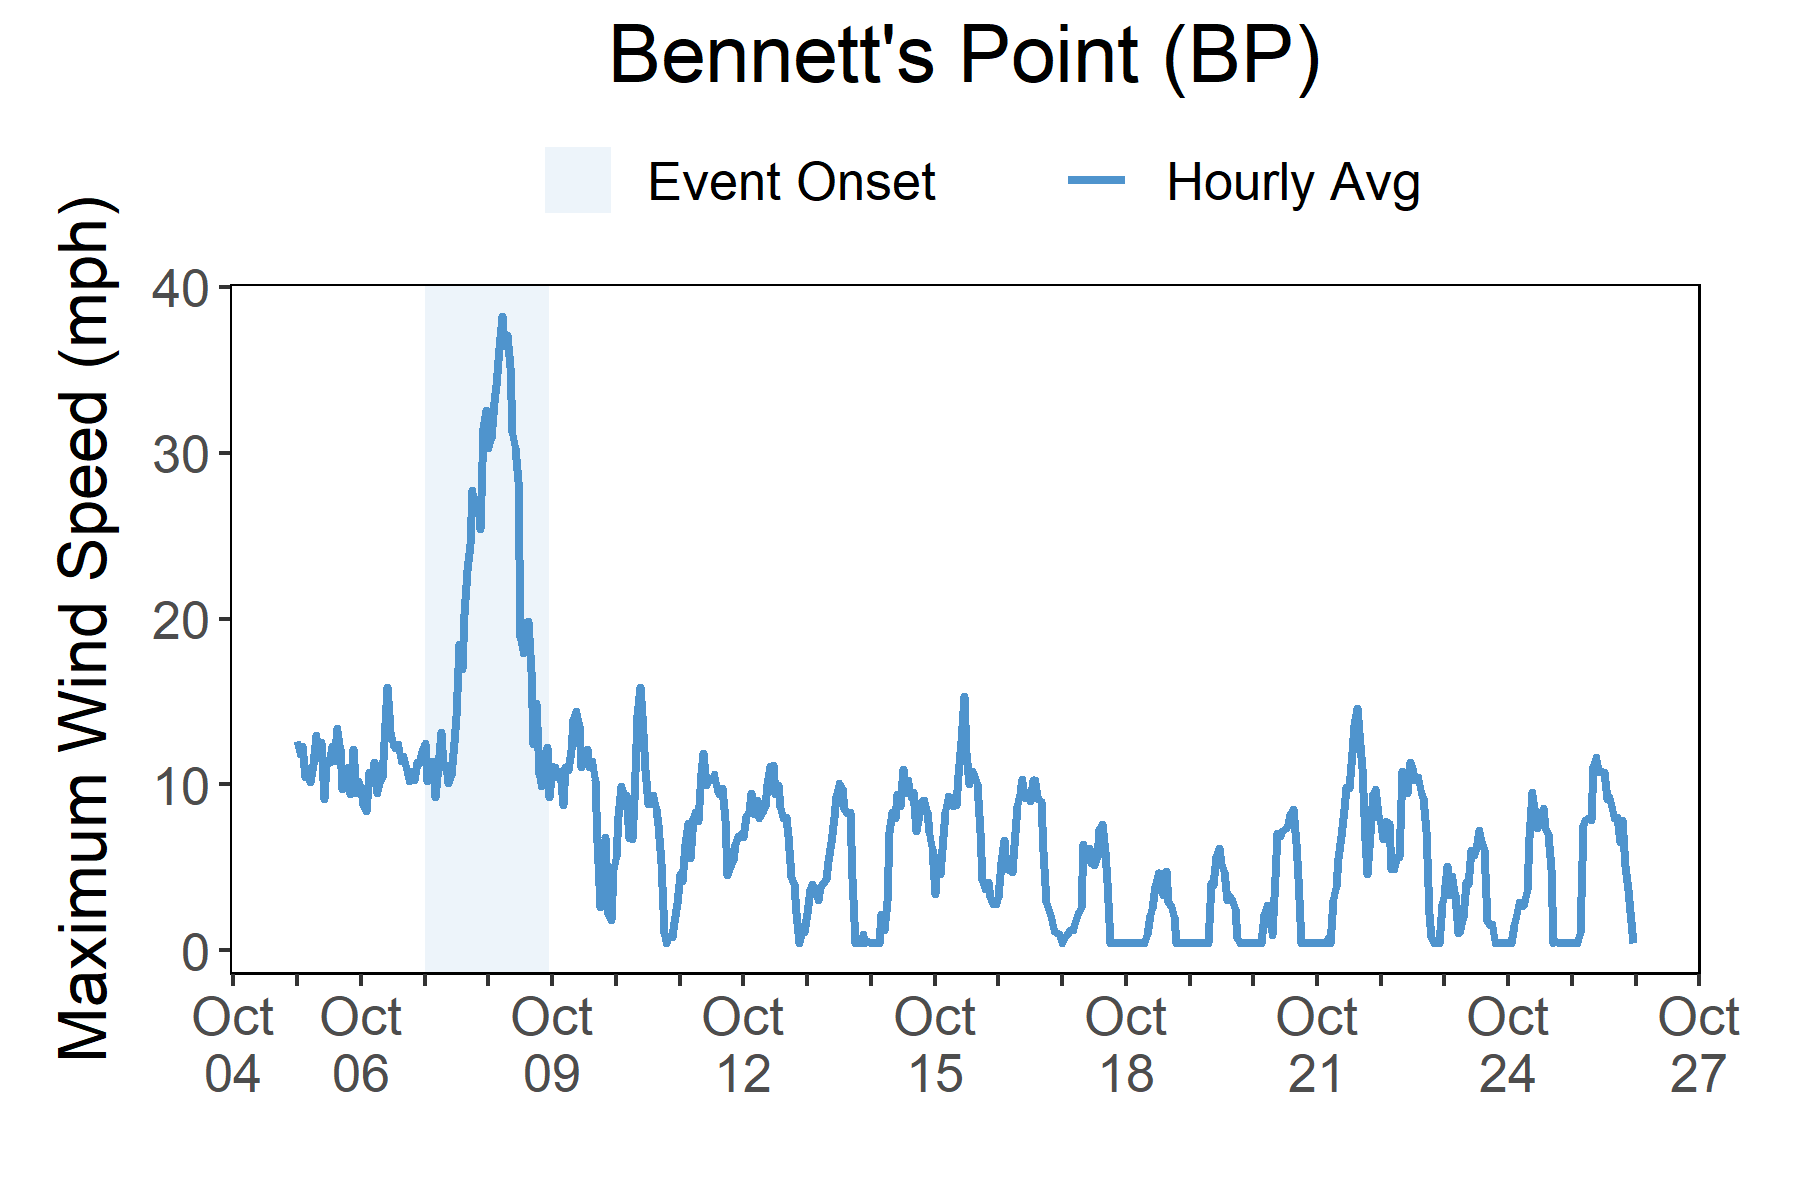 Bennett's Point (BP)
Event Onset
Hourly Avg
Maximum Wind Speed (mph)
40
30
20
10
0
Oct 04
Oct 06
Oct 09
Oct 12
Oct 15
Oct 18
Oct 21
Oct 24
Oct 27